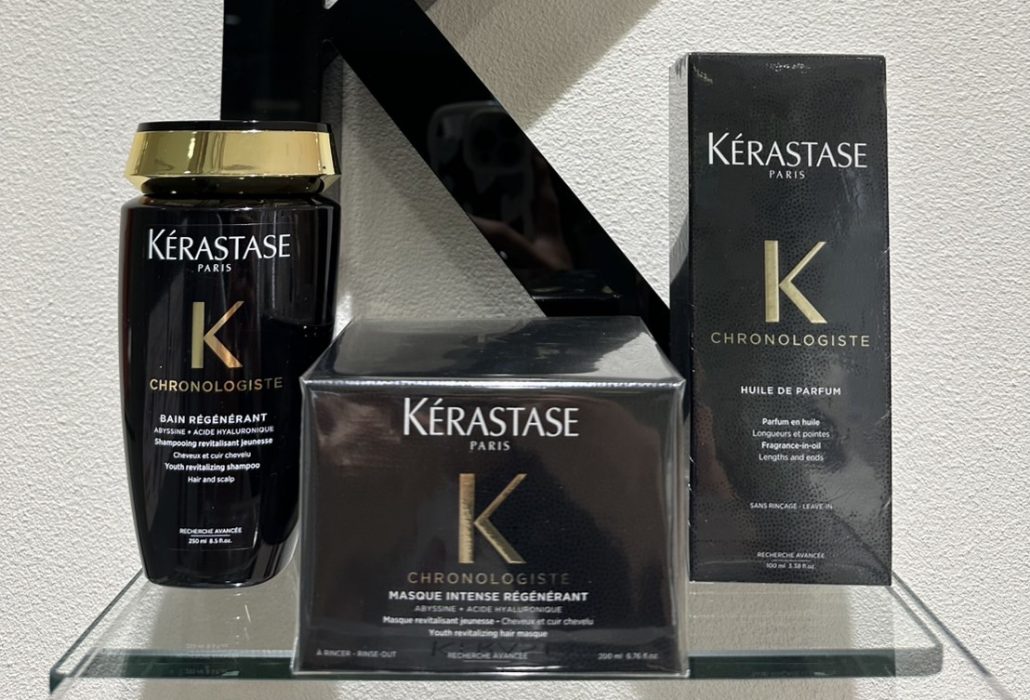 KÉRASTASE
PARIS
K
CHRONOLOGISTE
BAIN RÉGÉNÉRANT
ABYSSINE + ACIDE HYALURONIQUE
Shampooing revitalisant jeunesse
Cheveux et cuir chevelu
Youth revitalizing shampoo
Hair and scalp
RECHERCHE AVANCÉE
250 ml 8.5 fl.oz.
KÉRASTASE
PARIS
K
CHRONOLOGISTE
MASQUE INTENSE RÉGÉNÉRANT
ABYSSINE + ACIDE HYALURONIQUE
Masque revitalisant jeunesse - Cheveux et cuir chevelu
Youth revitalizing hair masque
À RINCER - RINSE-OUT RECHERCHE AVANCÉE 200 ml 6.76 fl.oz.
KÉRASTASE
PARIS
K
CHRONOLOGISTE
HUILE DE PARFUM
Parfum en huile
Longueurs et pointes
Fragrance-in-oil
Lengths and ends
SANS RINÇAGE - LEAVE-IN
RECHERCHE AVANCÉE
100 ml 3.38 fl.oz.